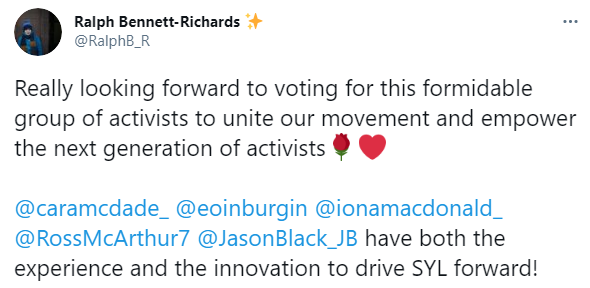 Ralph Bennett-Richards ✨
@RalphB_R
Really looking forward to voting for this formidable
group of activists to unite our movement and empower
the next generation of activists🌹❤️
@caramcdade_ @eoinburgin @ionamacdonald_
@RossMcArthur7 @JasonBlack_JB have both the
experience and the innovation to drive SYL forward!